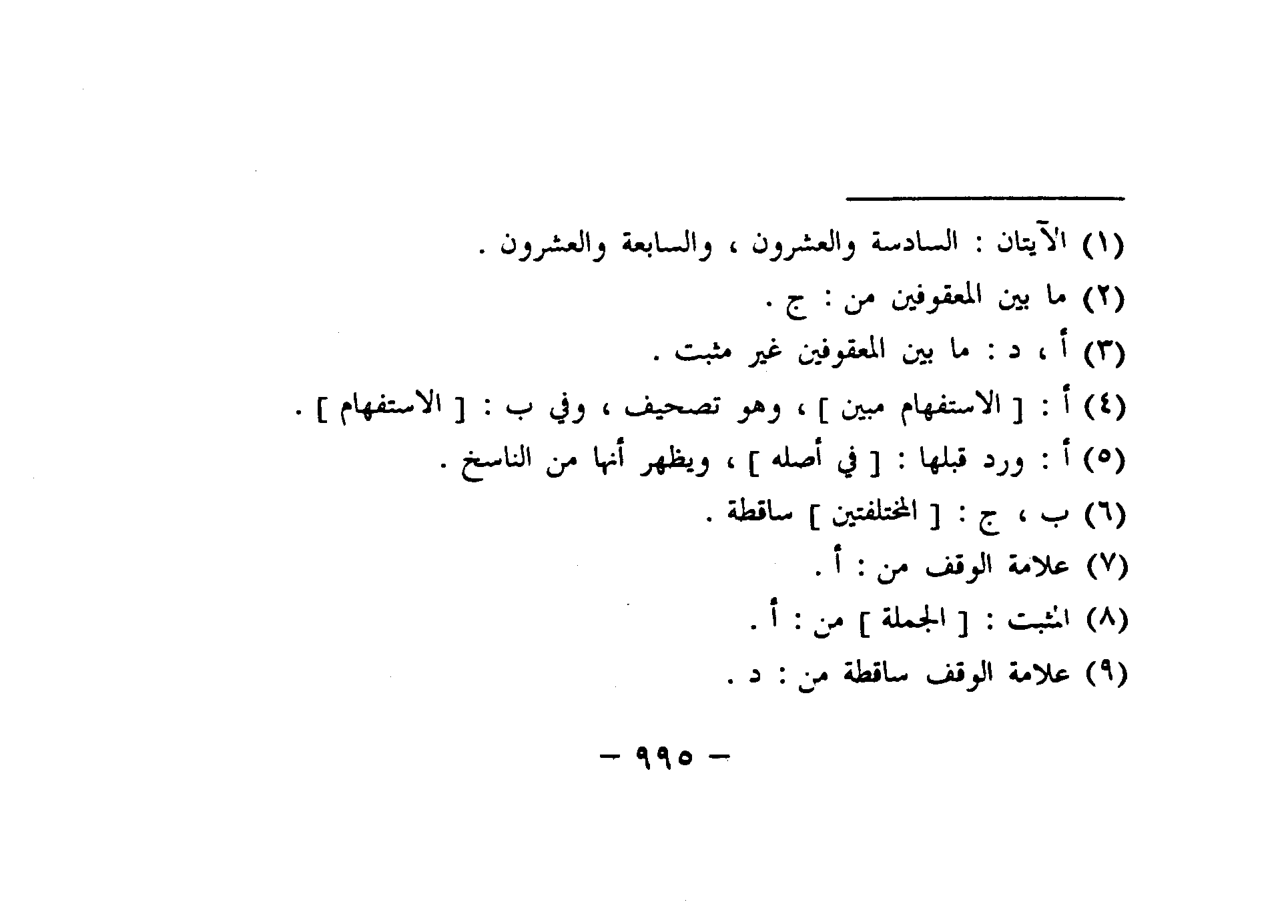 (١) الآيتان : السادسة والعشرون ، والسابعة والعشرون .
(٢) ما بين المعقوفين من : ج .
(٣) أ ، د : ما بين المعقوفين غير مثبت .
(٤) أ : [ الاستفهام مبين ] ، وهو تصحيف ، وفي ب : [ الاستفهام ] .
(٥) أ : ورد قبلها : [ في أصله ] ، ويظهر أنها من الناسخ .
(٦) ب ، ج : [ المختلفتين ] ساقطة .
(٧) علامة الوقف من : أ .
(٨) المثبت : [ الجملة ] من : أ .
(٩) علامة الوقف ساقطة من : د .
– ٩٩٥ –